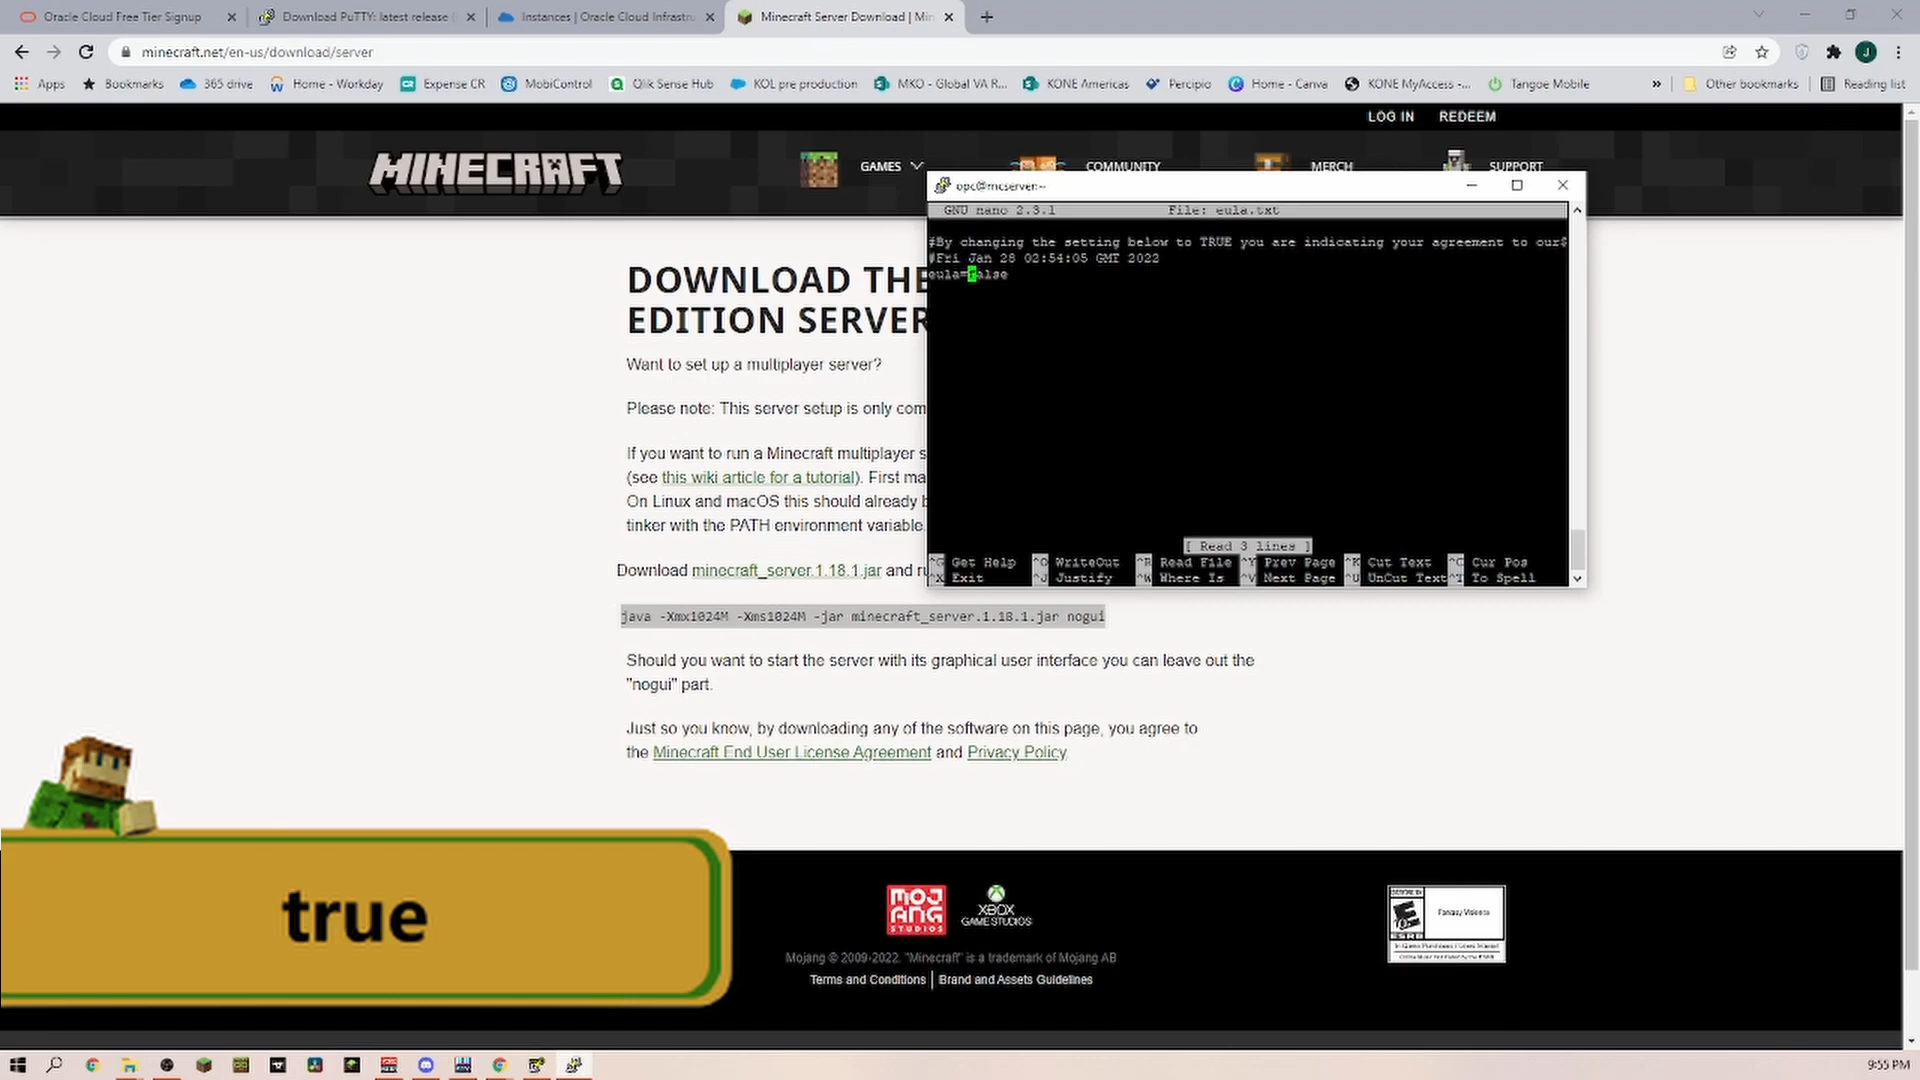 Oracle Cloud Free Tier Signup
Download PuTTY: latest release (
Instances | Oracle Cloud Infrastru
Minecraft Server Download | Min
minecraft.net/en-us/download/server
J
Apps
Bookmarks
365 drive
Home - Workday
Expense CR
MobiControl
Qlik Sense Hub
KOL pre production
MKO - Global VA R...
KONE Americas
Percipio
Home - Canva
KONE MyAccess -...
Tangoe Mobile
»
Other bookmarks
Reading list
LOG IN
REDEEM
MINECRAFT
GAMES
COMMUNITY
MERCH
SUPPORT
opc@mcserver:~
GNU nano 2.3.1
File: eula.txt
#By changing the setting below to TRUE you are indicating your agreement to our$
#Fri Jan 28 02:54:05 GMT 2022
eula=false
[ Read 3 lines ]
^G Get Help ^O WriteOut ^R Read File ^Y Prev Page ^K Cut Text ^C Cur Pos
^X Exit ^J Justify ^W Where Is ^V Next Page ^U UnCut Text ^T To Spell
DOWNLOAD THE
EDITION SERVER
Want to set up a multiplayer server?
Please note: This server setup is only com
If you want to run a Minecraft multiplayer s
(see this wiki article for a tutorial). First ma
On Linux and macOS this should already b
tinker with the PATH environment variable.
Download minecraft_server.1.18.1.jar and ru
java -Xmx1024M -Xms1024M -jar minecraft_server.1.18.1.jar nogui
Should you want to start the server with its graphical user interface you can leave out the
"nogui" part.
Just so you know, by downloading any of the software on this page, you agree to
the Minecraft End User License Agreement and Privacy Policy.
true
MOJANG
STUDIOS
XBOX
GAME STUDIOS
Mojang © 2009-2022. "Minecraft" is a trademark of Mojang AB
Terms and Conditions
Brand and Assets Guidelines
E
ESRB
Fantasy Violence
9:55 PM